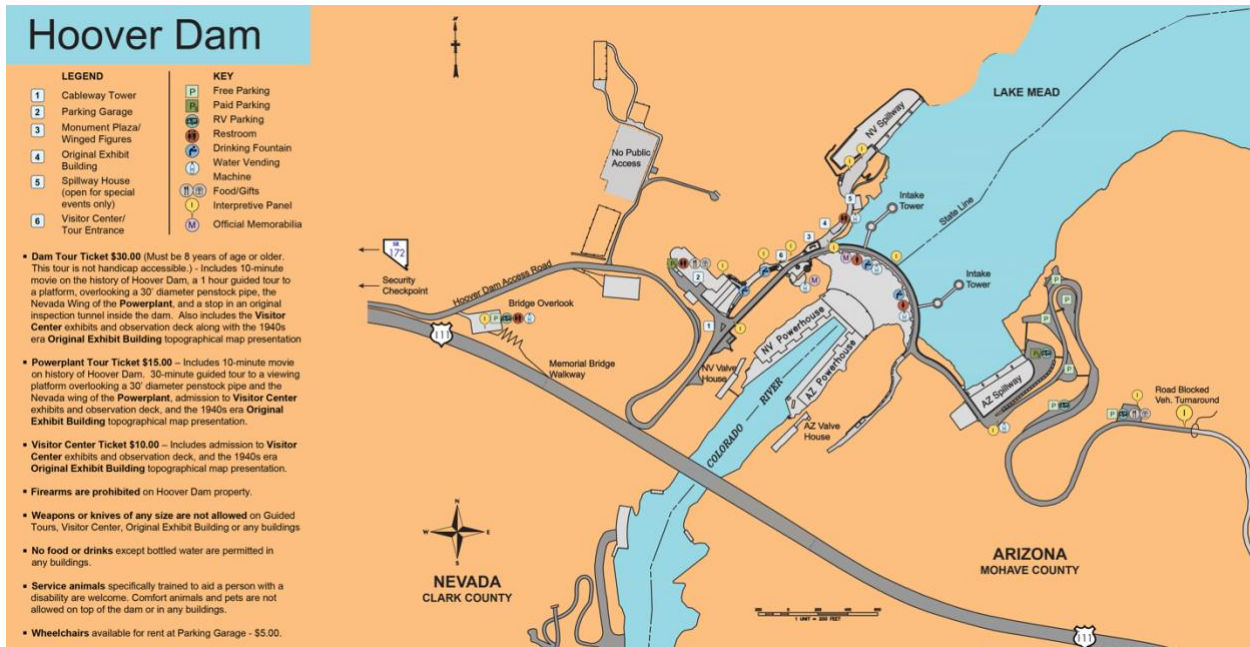 Hoover Dam
LEGEND
1 Cableway Tower
2 Parking Garage
3 Monument Plaza/
Winged Figures
4 Original Exhibit
Building
5 Spillway House
(open for special
events only)
6 Visitor Center/
Tour Entrance
KEY
P Free Parking
P$ Paid Parking
RV Parking
Restroom
Drinking Fountain
Water Vending
Machine
Food/Gifts
I Interpretive Panel
M Official Memorabilia
▪ Dam Tour Ticket $30.00 (Must be 8 years of age or older.
This tour is not handicap accessible.) - Includes 10-minute
movie on the history of Hoover Dam, a 1 hour guided tour to
a platform, overlooking a 30' diameter penstock pipe, the
Nevada Wing of the Powerplant, and a stop in an original
inspection tunnel inside the dam. Also includes the Visitor
Center exhibits and observation deck along with the 1940s
era Original Exhibit Building topographical map presentation
▪ Powerplant Tour Ticket $15.00 – Includes 10-minute movie
on history of Hoover Dam. 30-minute guided tour to a viewing
platform overlooking a 30' diameter penstock pipe and the
Nevada wing of the Powerplant, admission to Visitor Center
exhibits and observation deck, and the 1940s era Original
Exhibit Building topographical map presentation.
▪ Visitor Center Ticket $10.00 – Includes admission to Visitor
Center exhibits and observation deck, and the 1940s era
Original Exhibit Building topographical map presentation.
▪ Firearms are prohibited on Hoover Dam property.
▪ Weapons or knives of any size are not allowed on Guided
Tours, Visitor Center, Original Exhibit Building or any buildings
▪ No food or drinks except bottled water are permitted in
any buildings.
▪ Service animals specifically trained to aid a person with a
disability are welcome. Comfort animals and pets are not
allowed on top of the dam or in any buildings.
▪ Wheelchairs available for rent at Parking Garage - $5.00.
LAKE MEAD
NV Spillway
No Public
Access
Intake
Tower
State Line
172
Security
Checkpoint
Hoover Dam Access Road
Bridge Overlook
Intake
Tower
111
Memorial Bridge
Walkway
NV Powerhouse
AZ Powerhouse
NV Valve
House
AZ Spillway
Road Blocked
Veh. Turnaround
AZ Valve
House
COLORADO RIVER
N
W E
S
NEVADA
CLARK COUNTY
ARIZONA
MOHAVE COUNTY
1 UNIT = 200 FEET
111